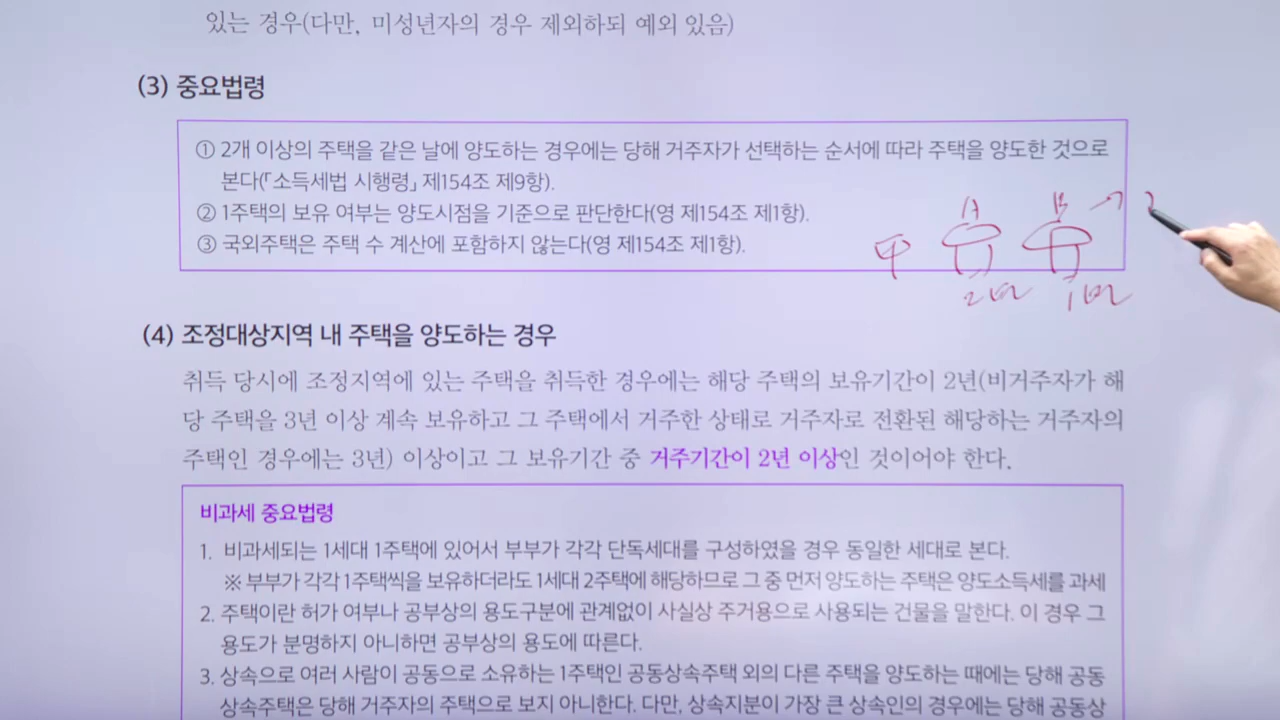 있는 경우(다만, 미성년자의 경우 제외하되 예외 있음)
(3) 중요법령
① 2개 이상의 주택을 같은 날에 양도하는 경우에는 당해 거주자가 선택하는 순서에 따라 주택을 양도한 것으로
본다(「소득세법 시행령」 제154조 제9항).
② 1주택의 보유 여부는 양도시점을 기준으로 판단한다(영 제154조 제1항).
③ 국외주택은 주택 수 계산에 포함하지 않는다(영 제154조 제1항).
A B
甲
2년 1년
(4) 조정대상지역 내 주택을 양도하는 경우
취득 당시에 조정지역에 있는 주택을 취득한 경우에는 해당 주택의 보유기간이 2년(비거주자가 해
당 주택을 3년 이상 계속 보유하고 그 주택에서 거주한 상태로 거주자로 전환된 해당하는 거주자의
주택인 경우에는 3년) 이상이고 그 보유기간 중 거주기간이 2년 이상인 것이어야 한다.
비과세 중요법령
1. 비과세되는 1세대 1주택에 있어서 부부가 각각 단독세대를 구성하였을 경우 동일한 세대로 본다.
※ 부부가 각각 1주택씩을 보유하더라도 1세대 2주택에 해당하므로 그 중 먼저 양도하는 주택은 양도소득세를 과세
2. 주택이란 허가 여부나 공부상의 용도구분에 관계없이 사실상 주거용으로 사용되는 건물을 말한다. 이 경우 그
용도가 분명하지 아니하면 공부상의 용도에 따른다.
3. 상속으로 여러 사람이 공동으로 소유하는 1주택인 공동상속주택 외의 다른 주택을 양도하는 때에는 당해 공동
상속주택은 당해 거주자의 주택으로 보지 아니한다. 다만, 상속지분이 가장 큰 상속인의 경우에는 당해 공동상